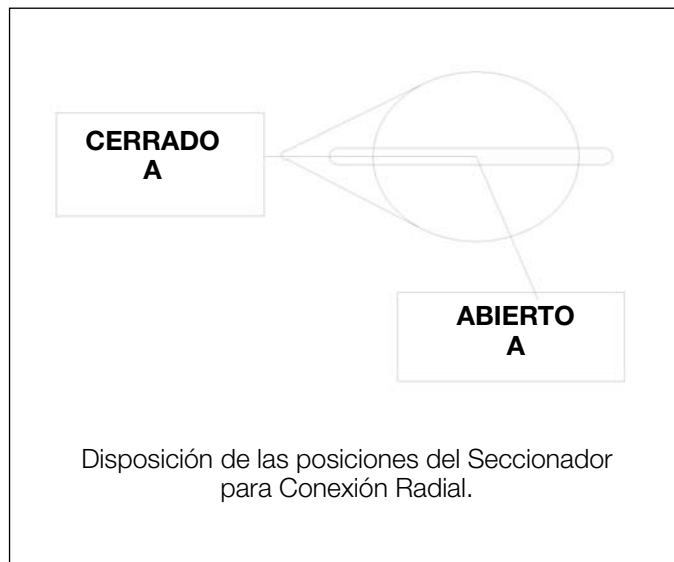 CERRADO
A
ABIERTO
A
Disposición de las posiciones del Seccionador
para Conexión Radial.